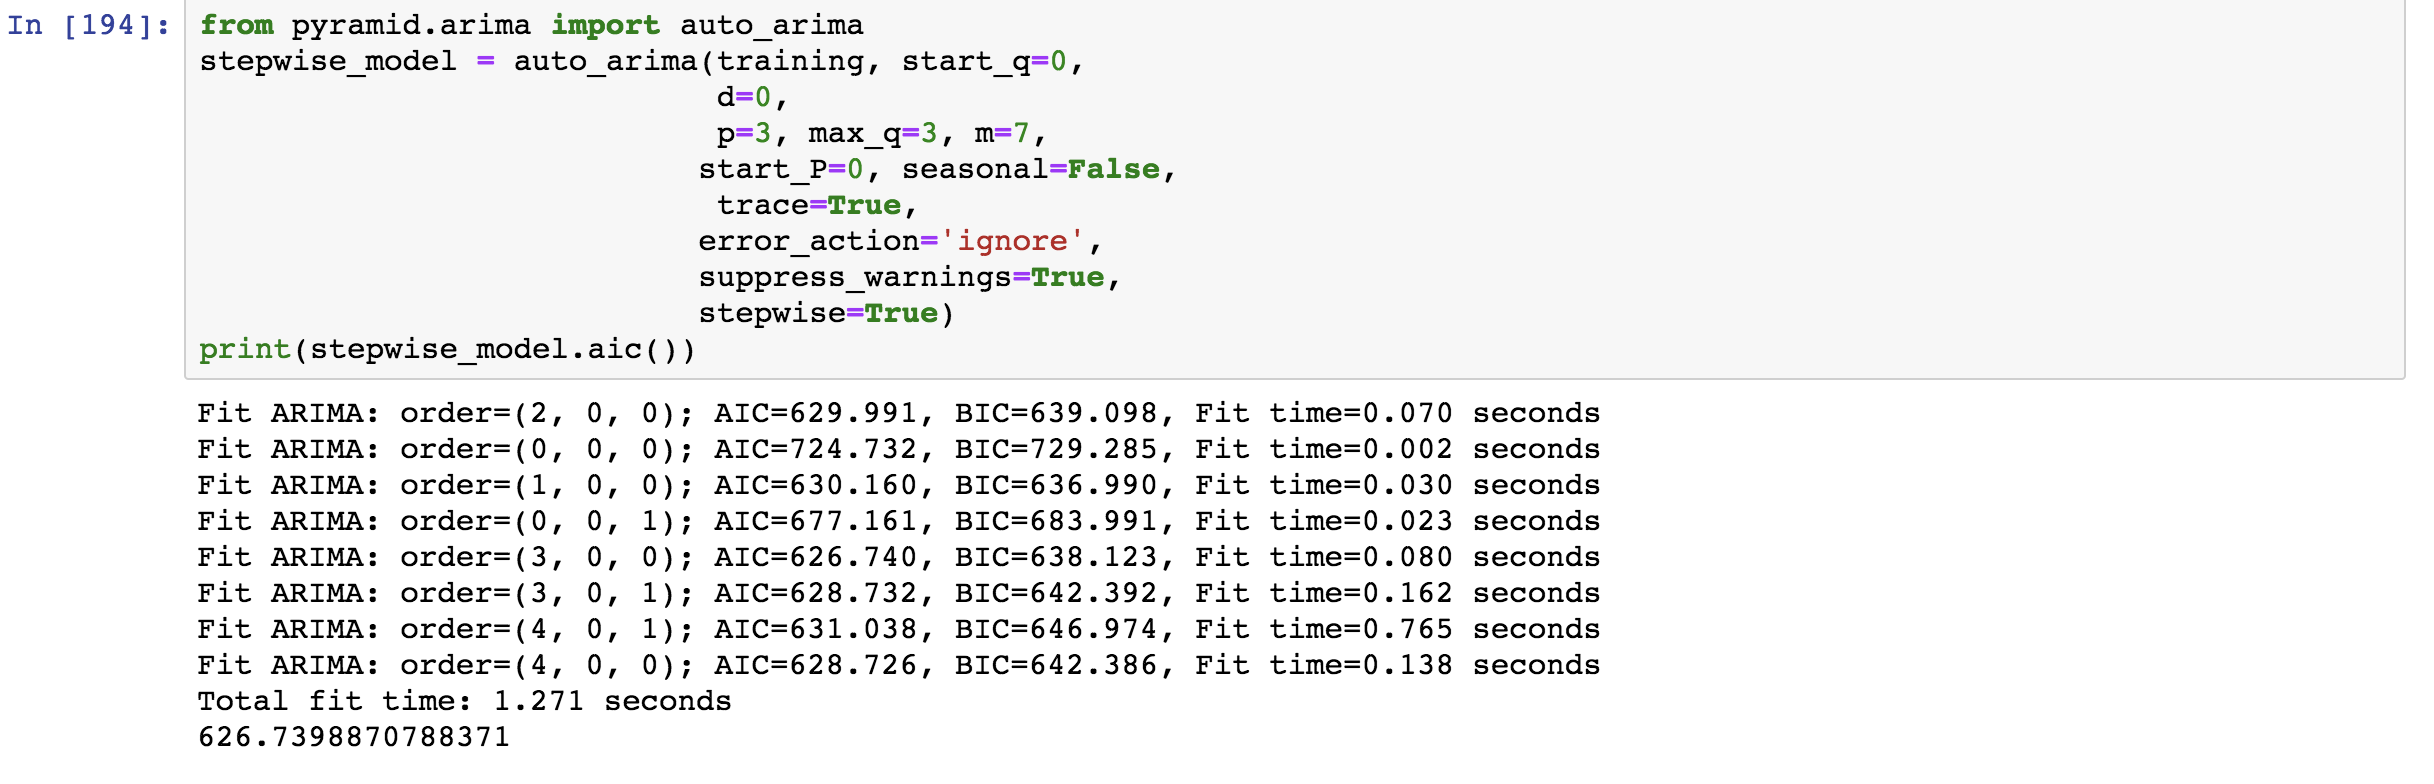 In [194]: from pyramid.arima import auto_arima
stepwise_model = auto_arima(training, start_q=0,
d=0,
p=3, max_q=3, m=7,
start_P=0, seasonal=False,
trace=True,
error_action='ignore',
suppress_warnings=True,
stepwise=True)
print(stepwise_model.aic())
Fit ARIMA: order=(2, 0, 0); AIC=629.991, BIC=639.098, Fit time=0.070 seconds
Fit ARIMA: order=(0, 0, 0); AIC=724.732, BIC=729.285, Fit time=0.002 seconds
Fit ARIMA: order=(1, 0, 0); AIC=630.160, BIC=636.990, Fit time=0.030 seconds
Fit ARIMA: order=(0, 0, 1); AIC=677.161, BIC=683.991, Fit time=0.023 seconds
Fit ARIMA: order=(3, 0, 0); AIC=626.740, BIC=638.123, Fit time=0.080 seconds
Fit ARIMA: order=(3, 0, 1); AIC=628.732, BIC=642.392, Fit time=0.162 seconds
Fit ARIMA: order=(4, 0, 1); AIC=631.038, BIC=646.974, Fit time=0.765 seconds
Fit ARIMA: order=(4, 0, 0); AIC=628.726, BIC=642.386, Fit time=0.138 seconds
Total fit time: 1.271 seconds
626.7398870788371